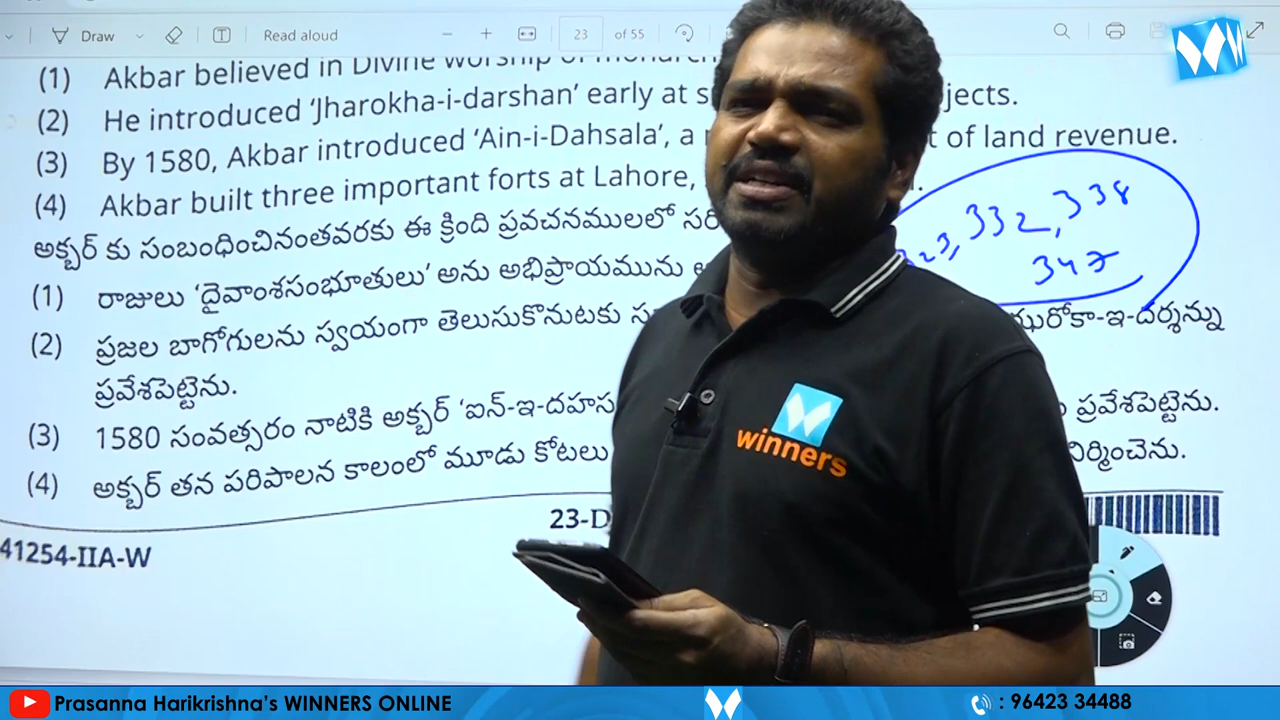 Draw
Read aloud
23 of 55
(1) Akbar believed in Divine worship of monarch
(2) He introduced 'Jharokha-i-darshan' early at jects.
(3) By 1580, Akbar introduced 'Ain-i-Dahsala', a t of land revenue.
(4) Akbar built three important forts at Lahore,
332, 338
347
అక్బర్ కు సంబంధించినంతవరకు ఈ క్రింది ప్రవచనములలో
(1) రాజులు 'దైవాంశసంభూతులు' అను అభిప్రాయమును
(2) ప్రజల బాగోగులను స్వయంగా తెలుసుకొనుటకు ఝరోకా-ఇ-దర్శన్ను
ప్రవేశపెట్టెను.
(3) 1580 సంవత్సరం నాటికి అక్బర్ 'ఐన్-ఇ-దహస ప్రవేశపెట్టెను.
(4) అక్బర్ తన పరిపాలన కాలంలో మూడు కోటలు నిర్మించెను.
23-D
41254-IIA-W
winners
Prasanna Harikrishna's WINNERS ONLINE
: 96423 34488